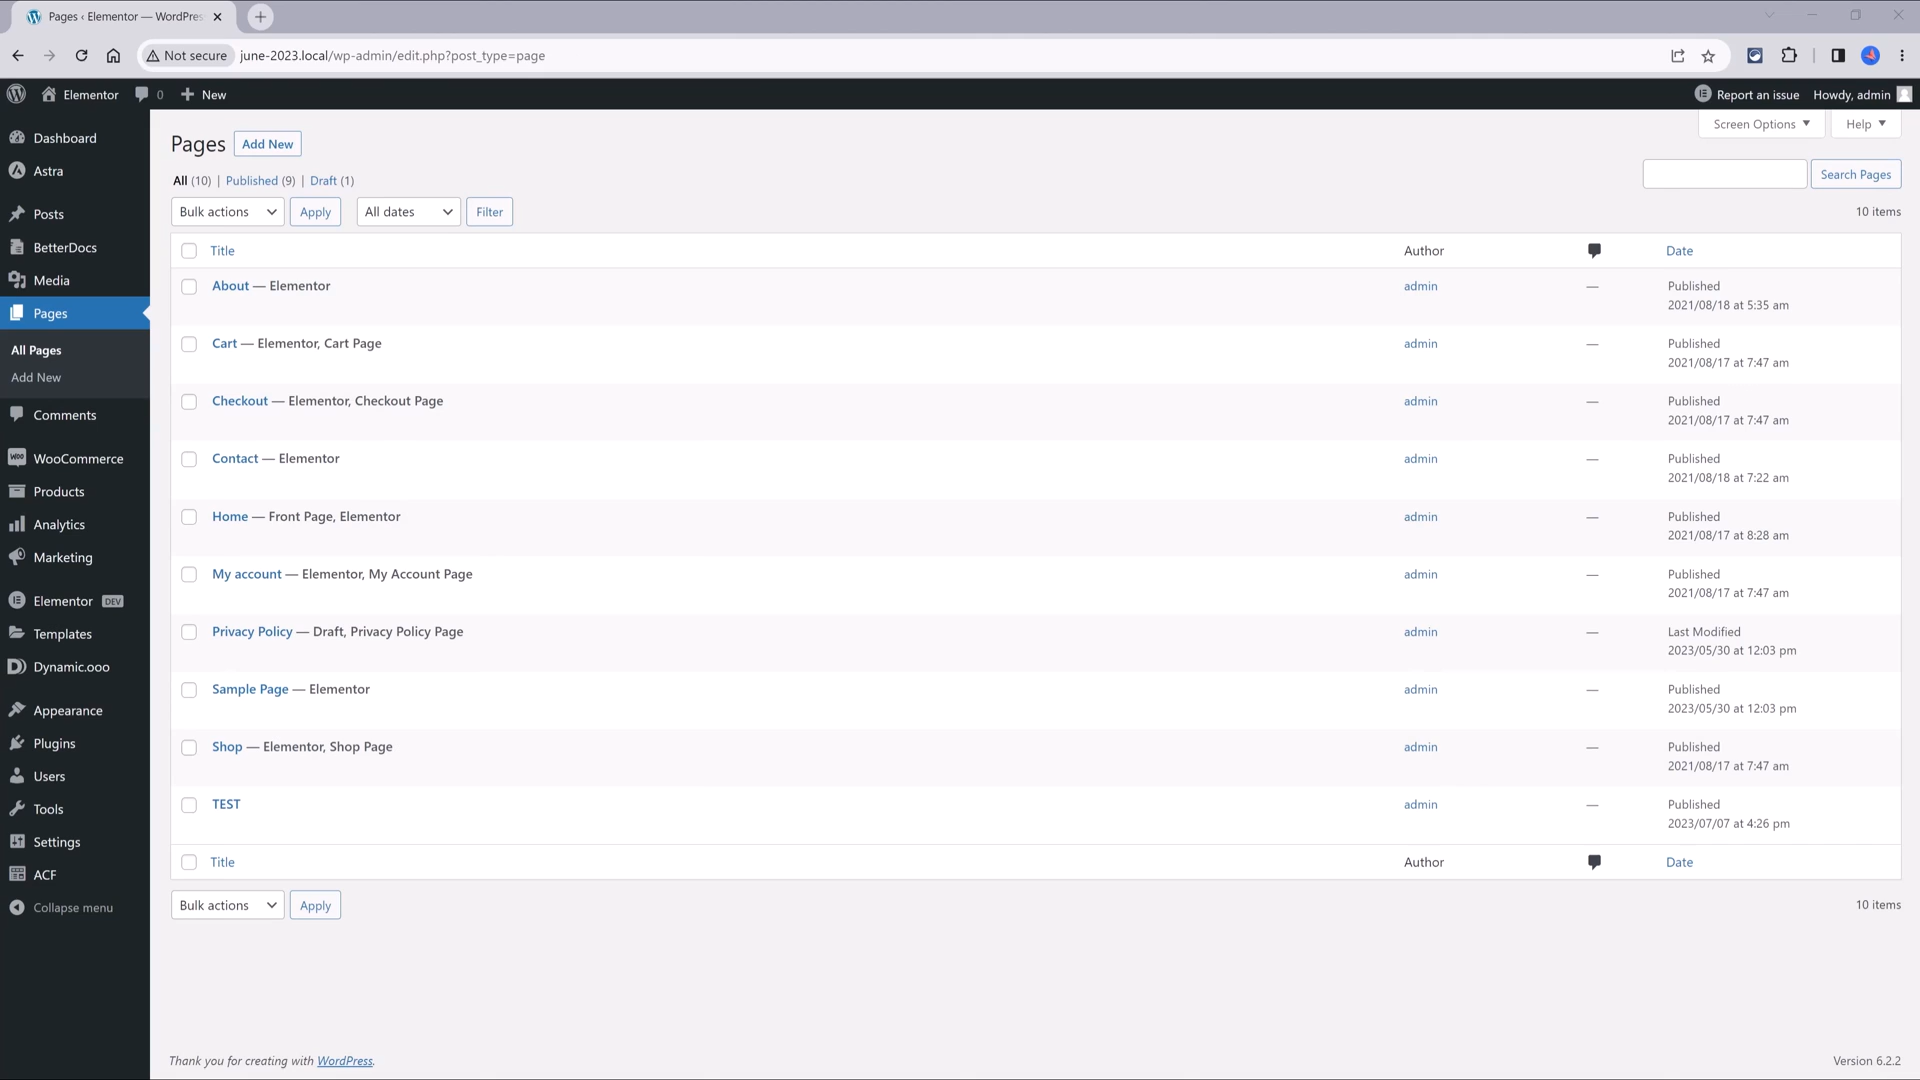 Pages ‹ Elementor — WordPres
Not secure june-2023.local/wp-admin/edit.php?post_type=page
Elementor 0 New Report an issue Howdy, admin
Dashboard
Astra
Posts
BetterDocs
Media
Pages
All Pages
Add New
Comments
WooCommerce
Products
Analytics
Marketing
Elementor DEV
Templates
Dynamic.ooo
Appearance
Plugins
Users
Tools
Settings
ACF
Collapse menu
Screen Options Help
Pages Add New
All (10) | Published (9) | Draft (1)
Search Pages
Bulk actions Apply All dates Filter 10 items
Title Author Date
About — Elementor admin — Published
2021/08/18 at 5:35 am
Cart — Elementor, Cart Page admin — Published
2021/08/17 at 7:47 am
Checkout — Elementor, Checkout Page admin — Published
2021/08/17 at 7:47 am
Contact — Elementor admin — Published
2021/08/18 at 7:22 am
Home — Front Page, Elementor admin — Published
2021/08/17 at 8:28 am
My account — Elementor, My Account Page admin — Published
2021/08/17 at 7:47 am
Privacy Policy — Draft, Privacy Policy Page admin — Last Modified
2023/05/30 at 12:03 pm
Sample Page — Elementor admin — Published
2023/05/30 at 12:03 pm
Shop — Elementor, Shop Page admin — Published
2021/08/17 at 7:47 am
TEST admin — Published
2023/07/07 at 4:26 pm
Title Author Date
Bulk actions Apply 10 items
Thank you for creating with WordPress. Version 6.2.2